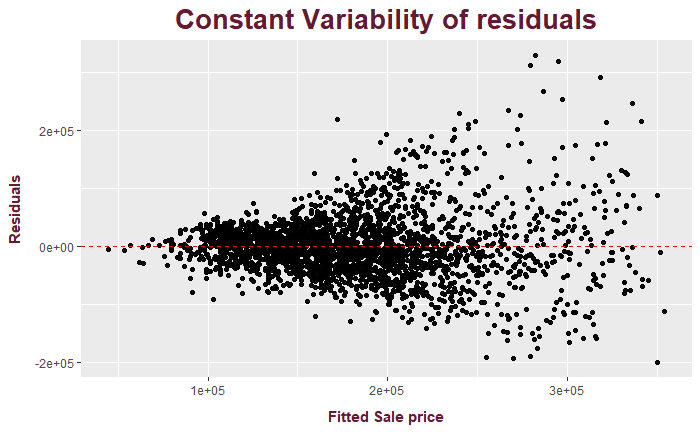 Constant Variability of residuals
Residuals
2e+05
0e+00
-2e+05
1e+05 2e+05 3e+05
Fitted Sale price